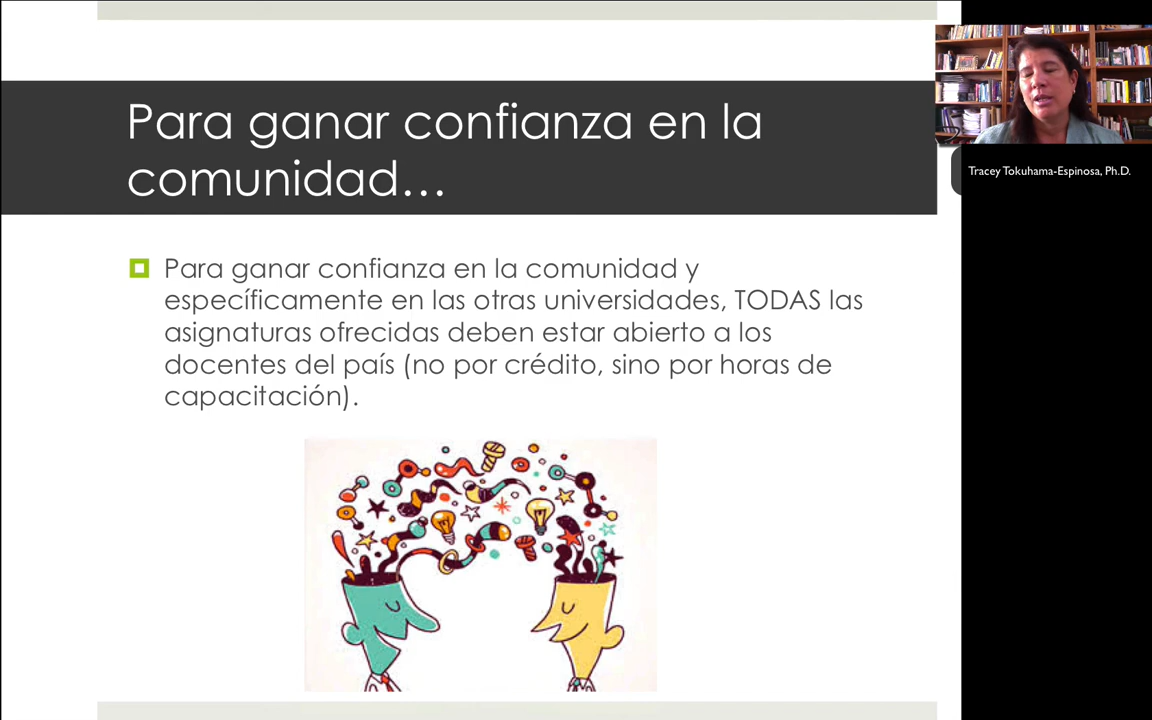 Para ganar confianza en la
comunidad…
Para ganar confianza en la comunidad y
específicamente en las otras universidades, TODAS las
asignaturas ofrecidas deben estar abierto a los
docentes del país (no por crédito, sino por horas de
capacitación).
Tracey Tokuhama-Espinosa, Ph.D.